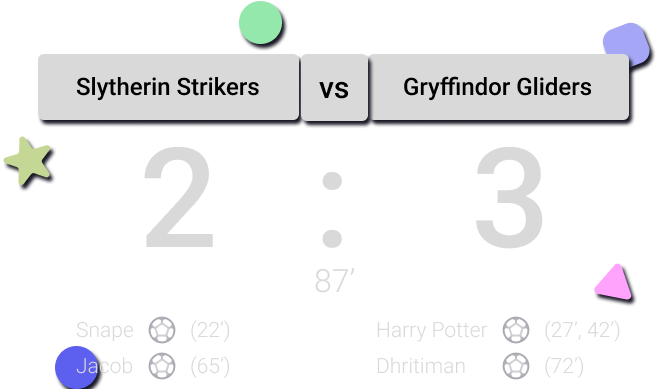 Slytherin Strikers vs Gryffindor Gliders
2 : 3
87’
Snape (22’) Harry Potter (27’, 42’)
Jacob (65’) Dhritiman (72’)